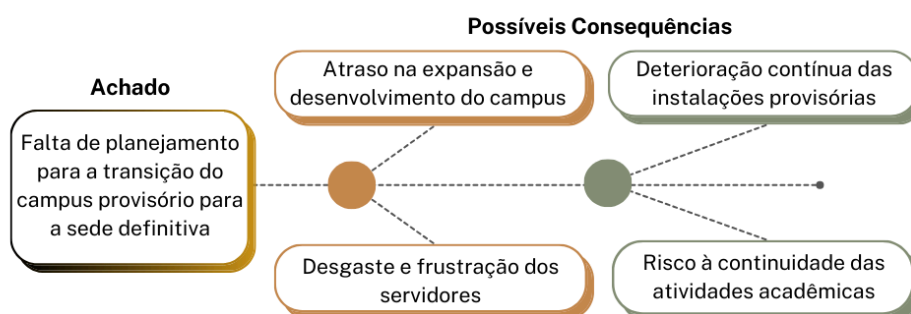 Possíveis Consequências
Achado
Falta de planejamento
para a transição do
campus provisório para
a sede definitiva
Atraso na expansão e
desenvolvimento do campus
Deterioração contínua das
instalações provisórias
Desgaste e frustração dos
servidores
Risco à continuidade das
atividades acadêmicas